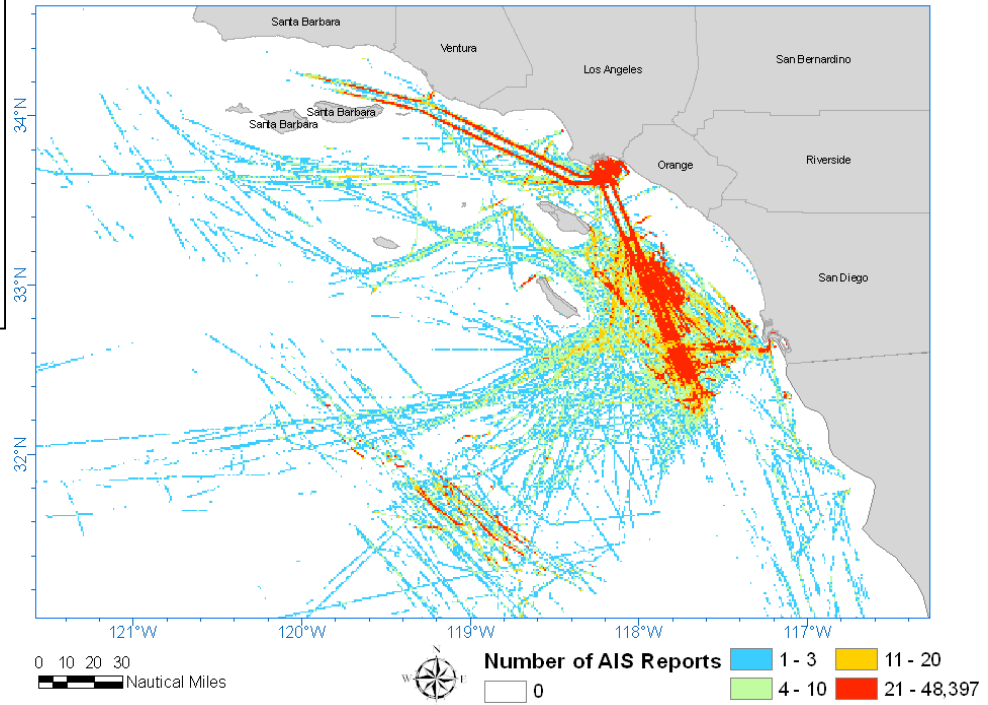 Santa Barbara
Ventura
Los Angeles
San Bernardino
34°N
Santa Barbara
Santa Barbara
Orange
Riverside
33°N
San Diego
32°N
121°W
120°W
119°W
118°W
117°W
0 10 20 30
Nautical Miles
N
W E
S
Number of AIS Reports
0
1 - 3
4 - 10
11 - 20
21 - 48,397